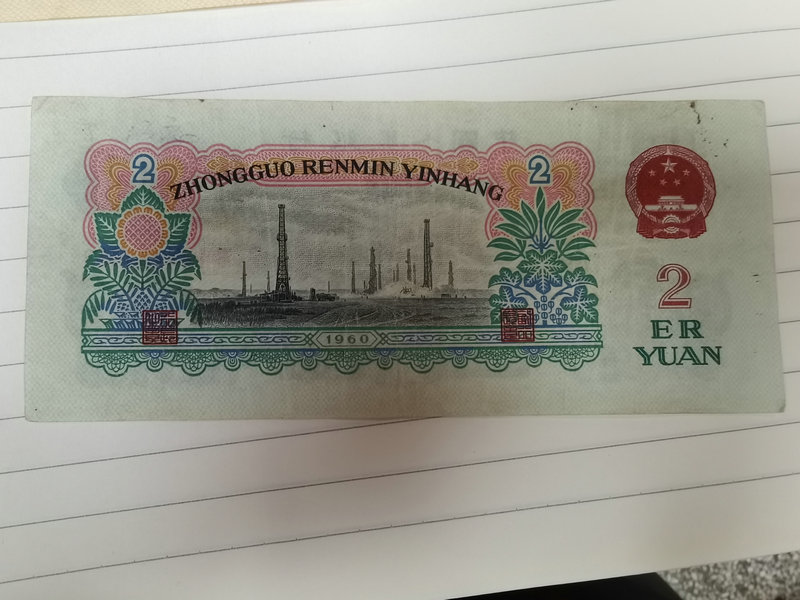 2
2
ZHONGGUO RENMIN YINHANG
1960
2
ER
YUAN